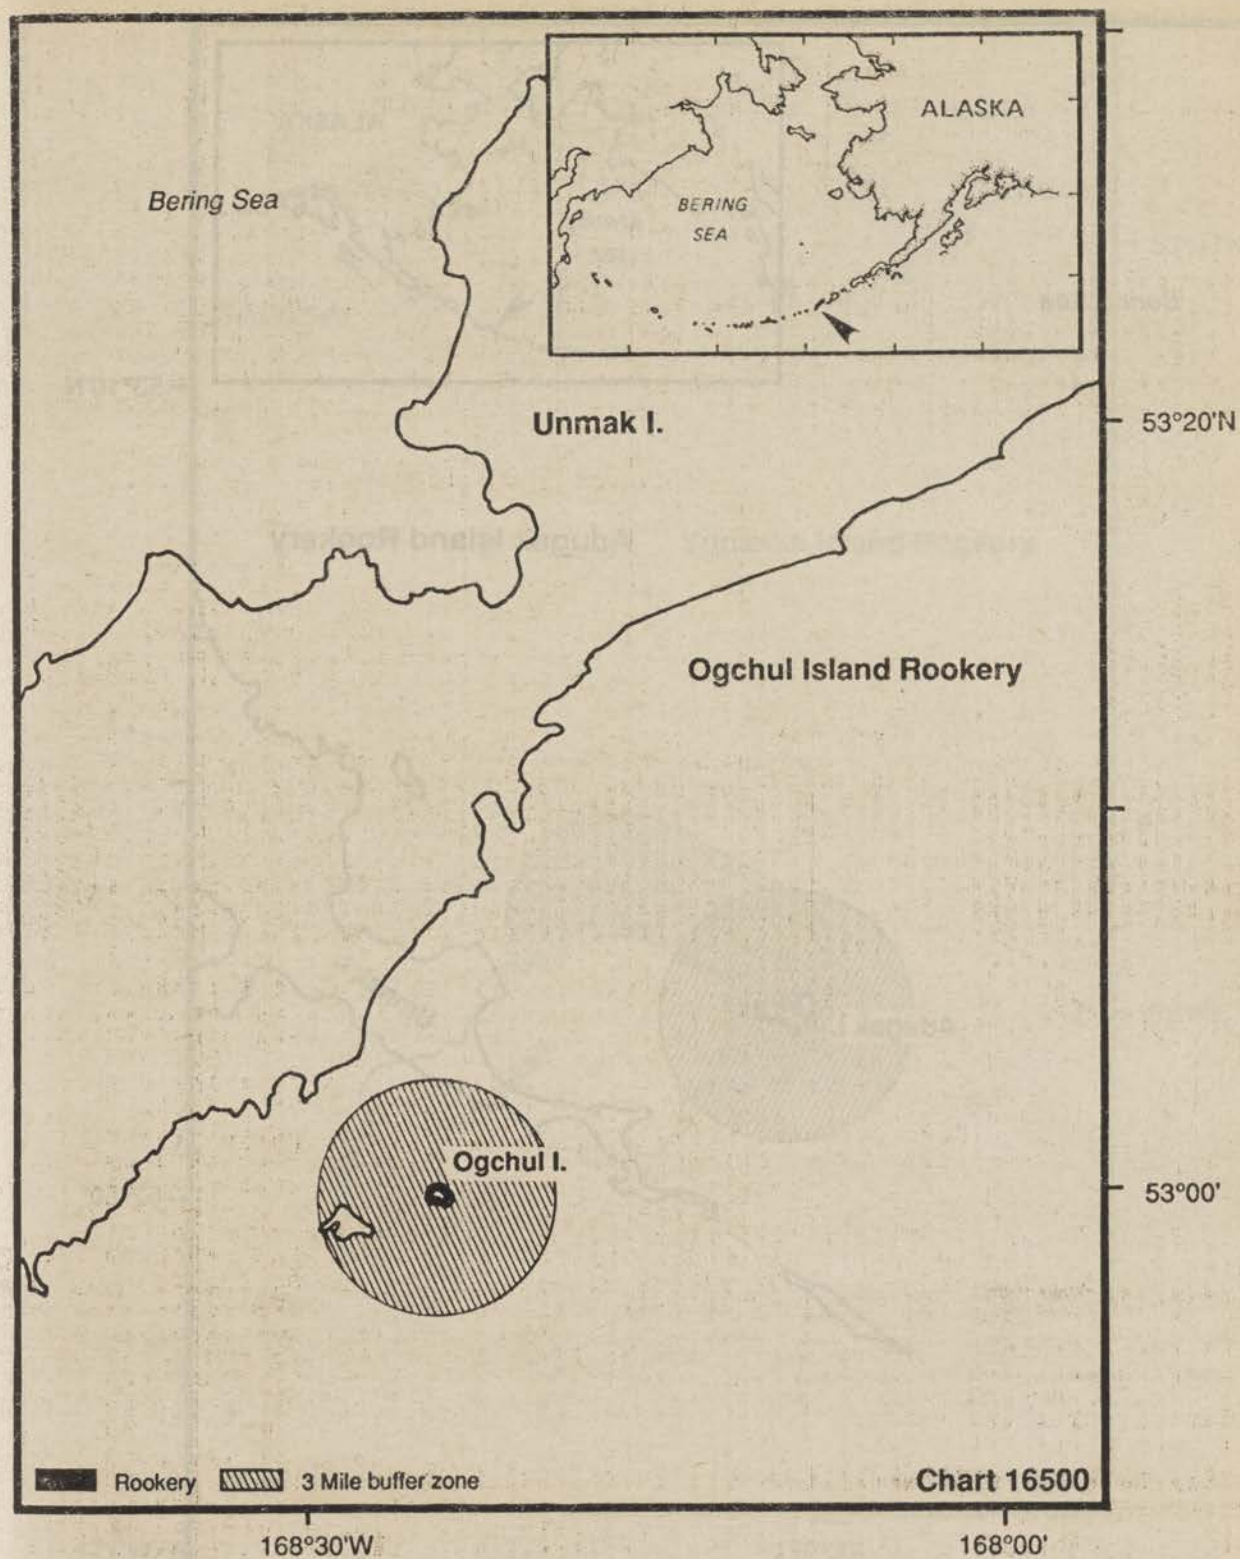 ALASKA
Bering Sea
BERING
SEA
Unmak I.
53°20'N
Ogchul Island Rookery
Ogchul I.
53°00'
Rookery
3 Mile buffer zone
Chart 16500
168°30'W
168°00'